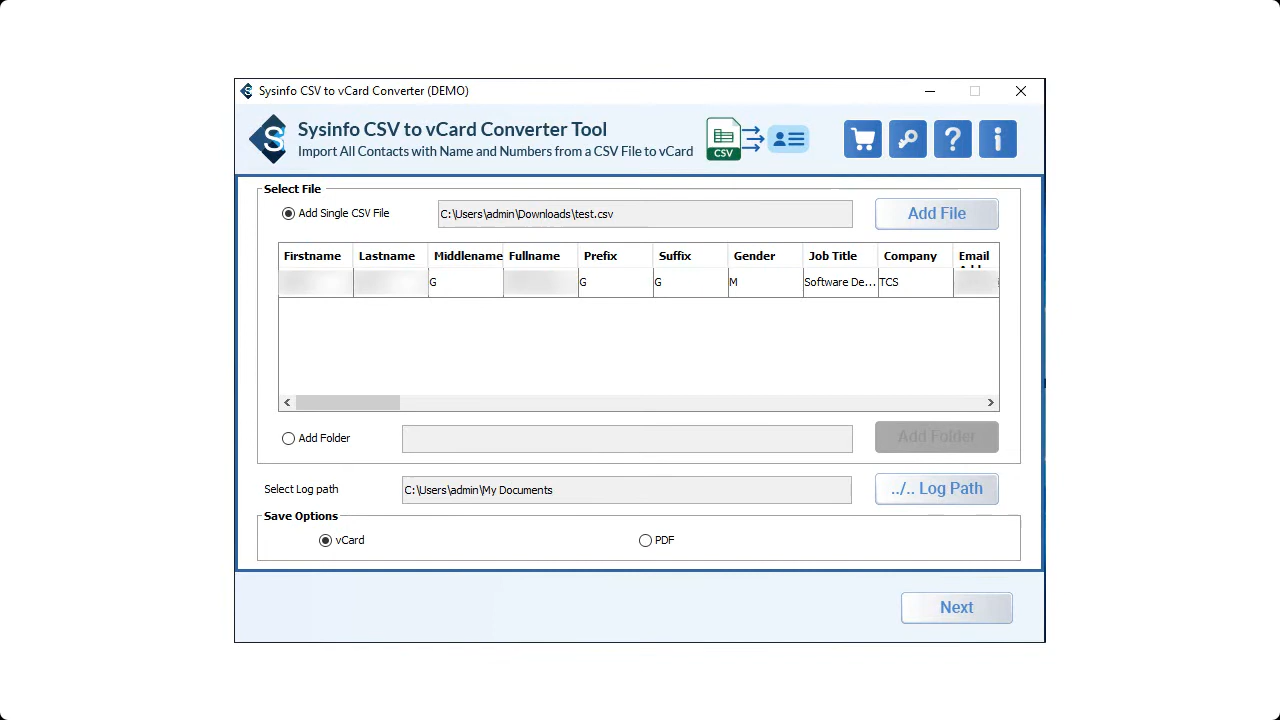 Sysinfo CSV to vCard Converter (DEMO)
Sysinfo CSV to vCard Converter Tool
Import All Contacts with Name and Numbers from a CSV File to vCard
CSV
Select File
Add Single CSV File
C:\Users\admin\Downloads\test.csv
Add File
Firstname Lastname Middlename Fullname Prefix Suffix Gender Job Title Company Email
G G G M Software De... TCS
Add Folder
Add Folder
Select Log path
C:\Users\admin\My Documents
../.. Log Path
Save Options
vCard
PDF
Next